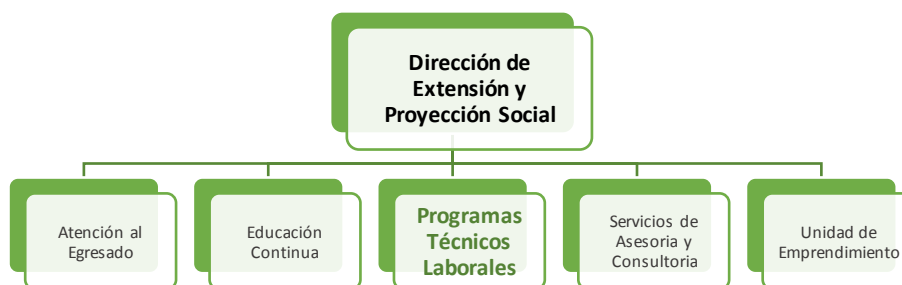 Dirección de
Extensión y
Proyección Social
Atención al
Egresado
Educación
Continua
Programas
Técnicos
Laborales
Servicios de
Asesoria y
Consultoria
Unidad de
Emprendimiento